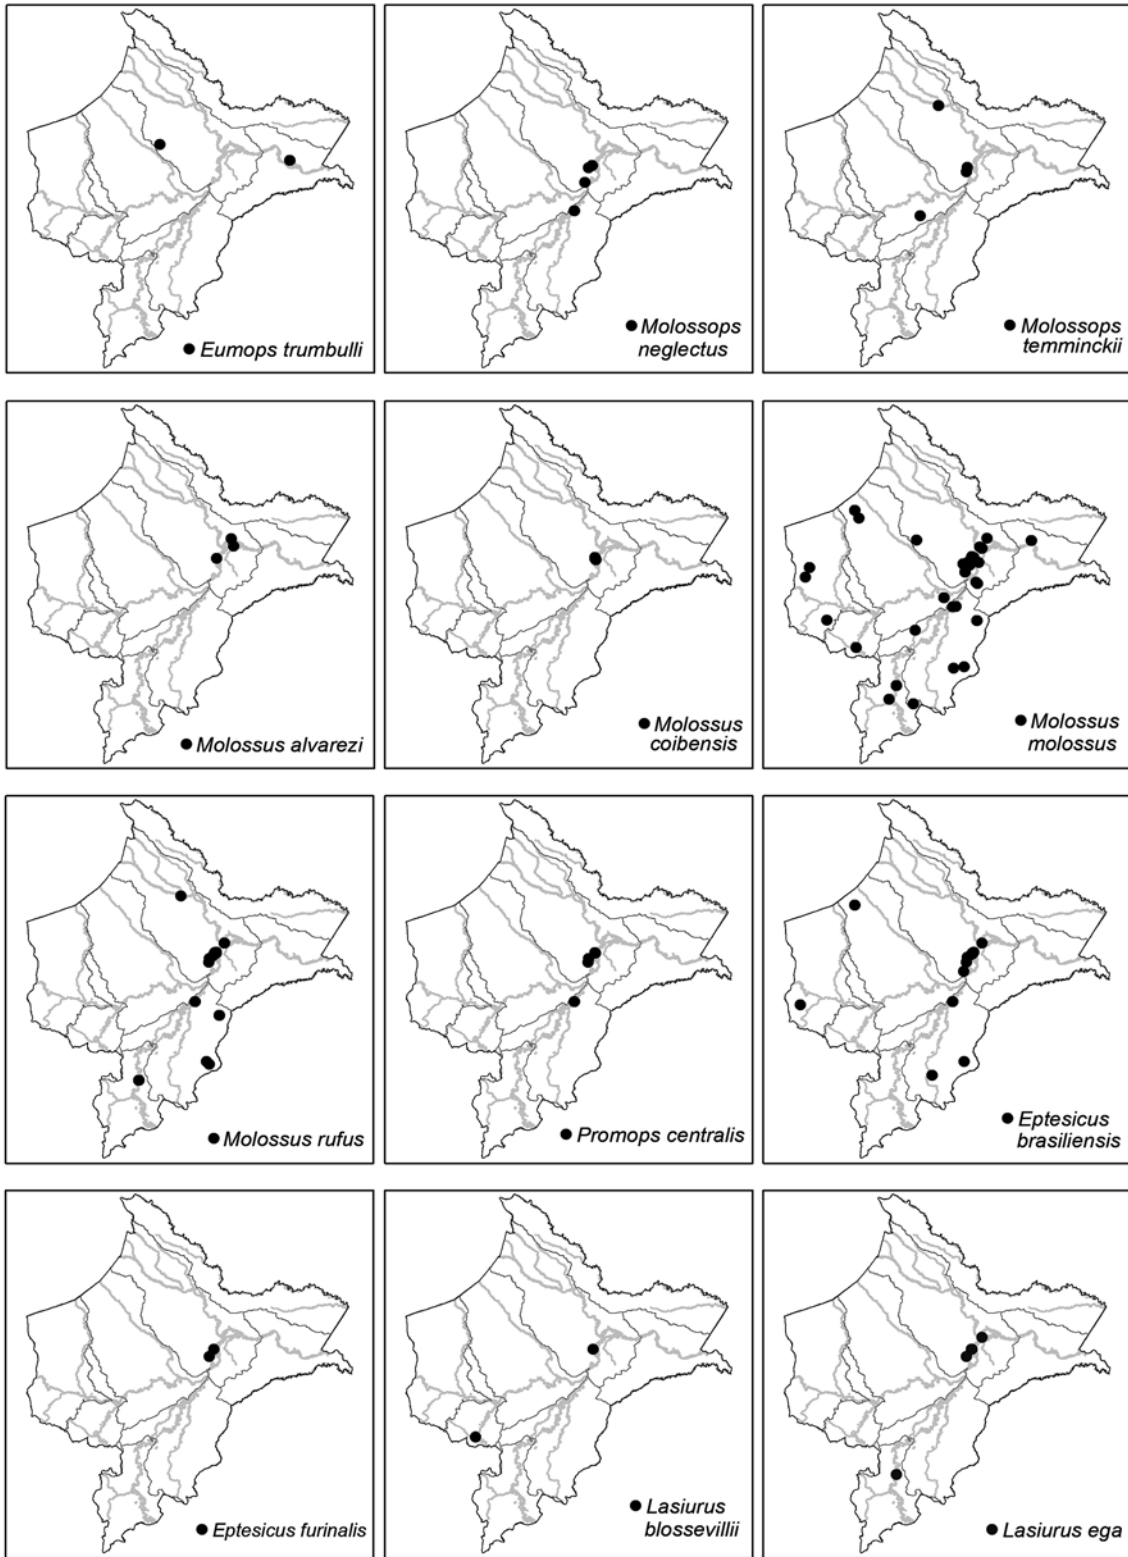 Eumops trumbulli
Molossops
neglectus
Molossops
temminckii
Molossus alvarezi
Molossus
coibensis
Molossus
molossus
Molossus rufus
Promops centralis
Eptesicus
brasiliensis
Eptesicus furinalis
Lasiurus
blossevillii
Lasiurus ega